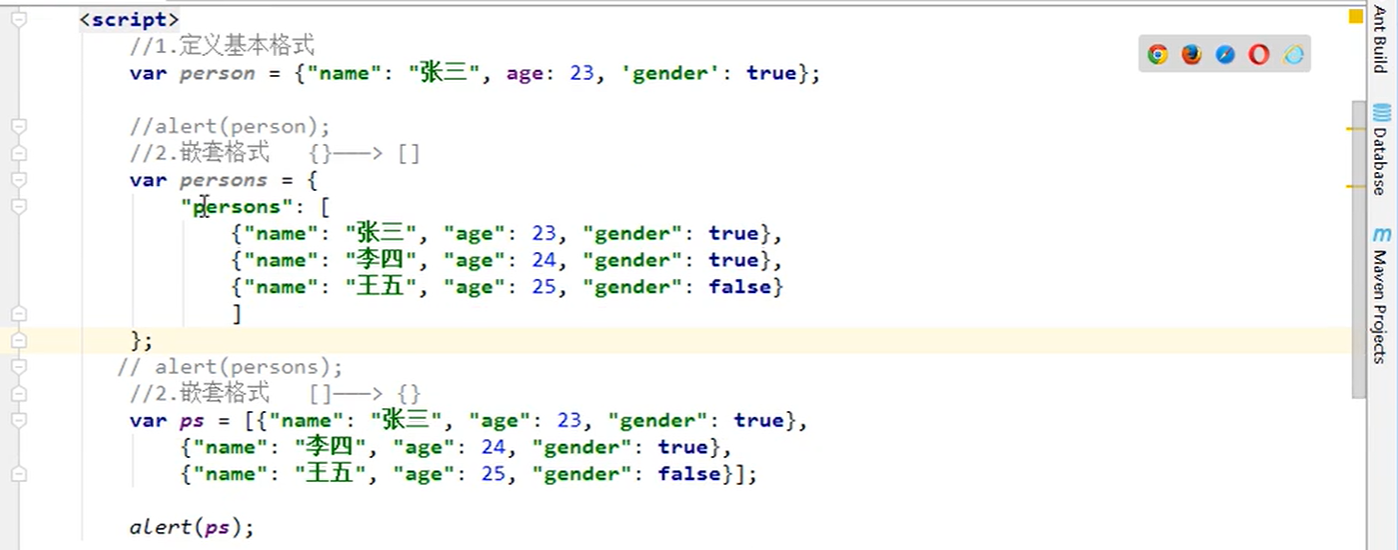 <script>
//1.定义基本格式
var person = {"name": "张三", age: 23, 'gender': true};
//alert(person);
//2.嵌套格式   {}———> []
var persons = {
"persons": [
{"name": "张三", "age": 23, "gender": true},
{"name": "李四", "age": 24, "gender": true},
{"name": "王五", "age": 25, "gender": false}
]
};
// alert(persons);
//2.嵌套格式   []———> {}
var ps = [{"name": "张三", "age": 23, "gender": true},
{"name": "李四", "age": 24, "gender": true},
{"name": "王五", "age": 25, "gender": false}];
alert(ps);
Ant Build
Database
m Maven Projects